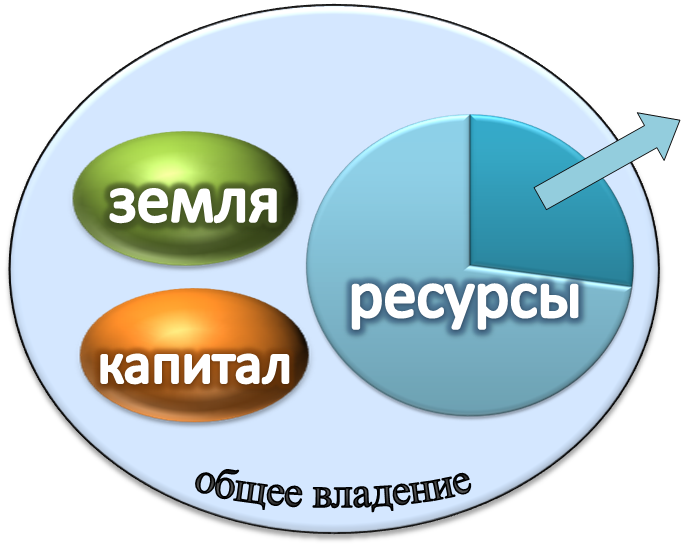 земля
ресурсы
капитал
общее владение